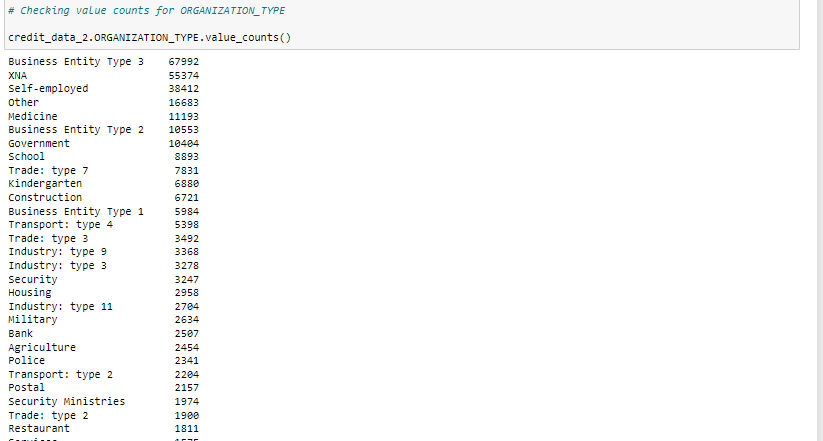 # Checking value counts for ORGANIZATION_TYPE
credit_data_2.ORGANIZATION_TYPE.value_counts()
Business Entity Type 3 67992
XNA 55374
Self-employed 38412
Other 16683
Medicine 11193
Business Entity Type 2 10553
Government 10404
School 8893
Trade: type 7 7831
Kindergarten 6880
Construction 6721
Business Entity Type 1 5984
Transport: type 4 5398
Trade: type 3 3492
Industry: type 9 3368
Industry: type 3 3278
Security 3247
Housing 2958
Industry: type 11 2704
Military 2634
Bank 2507
Agriculture 2454
Police 2341
Transport: type 2 2204
Postal 2157
Security Ministries 1974
Trade: type 2 1900
Restaurant 1811